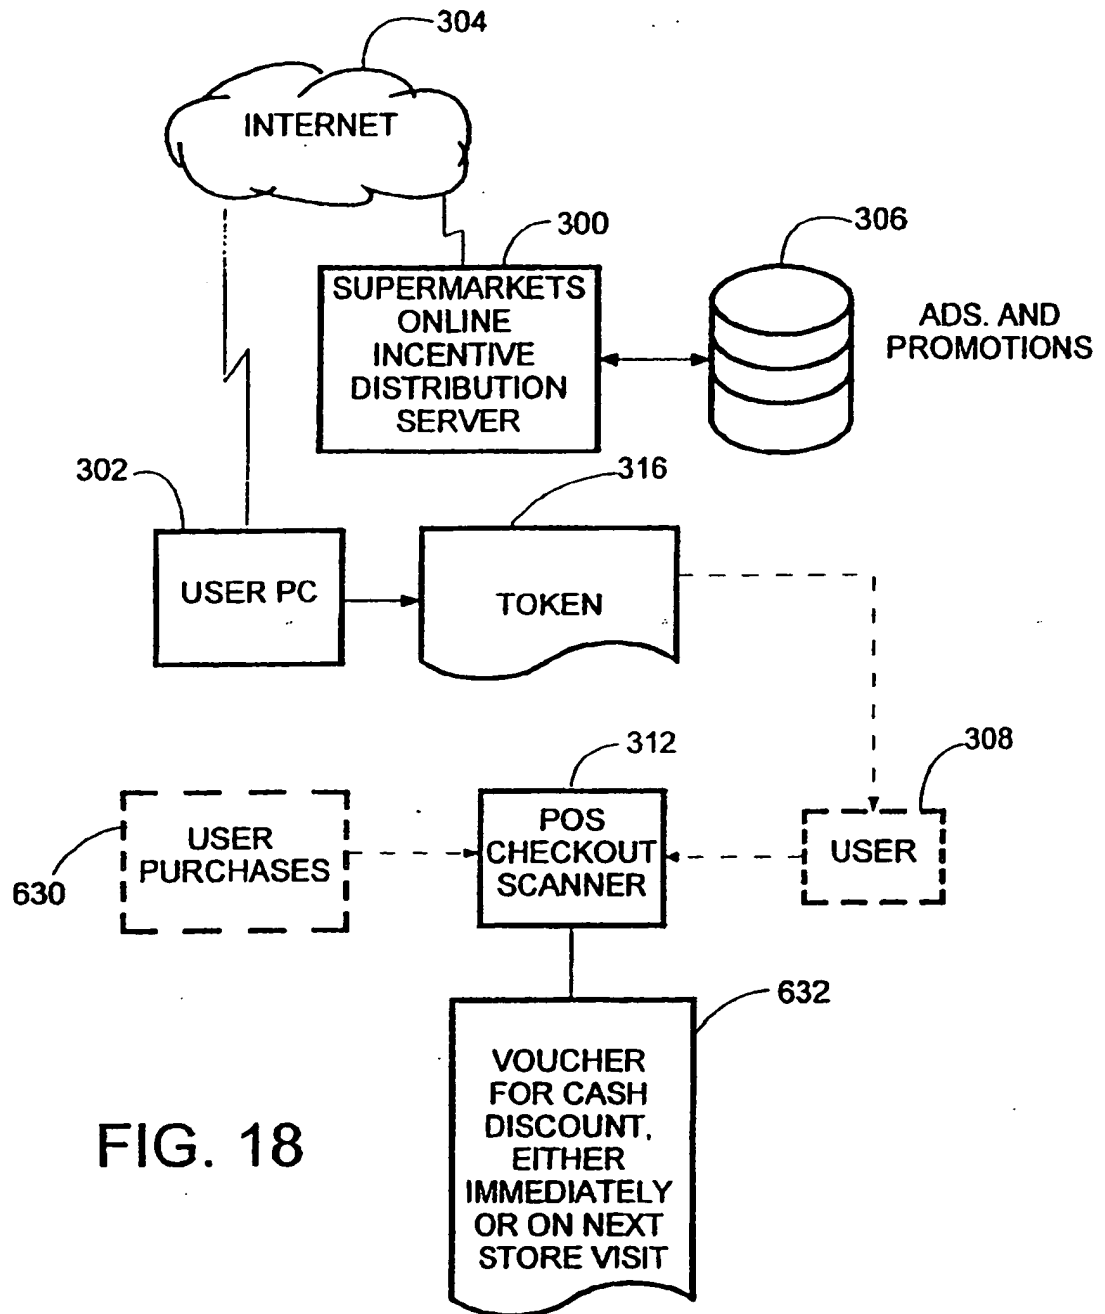 304
INTERNET
300
306
SUPERMARKETS
ONLINE
INCENTIVE
DISTRIBUTION
SERVER
ADS. AND
PROMOTIONS
302
316
USER PC
TOKEN
312
308
USER
PURCHASES
POS
CHECKOUT
SCANNER
USER
630
632
VOUCHER
FOR CASH
DISCOUNT,
EITHER
IMMEDIATELY
OR ON NEXT
STORE VISIT
FIG. 18